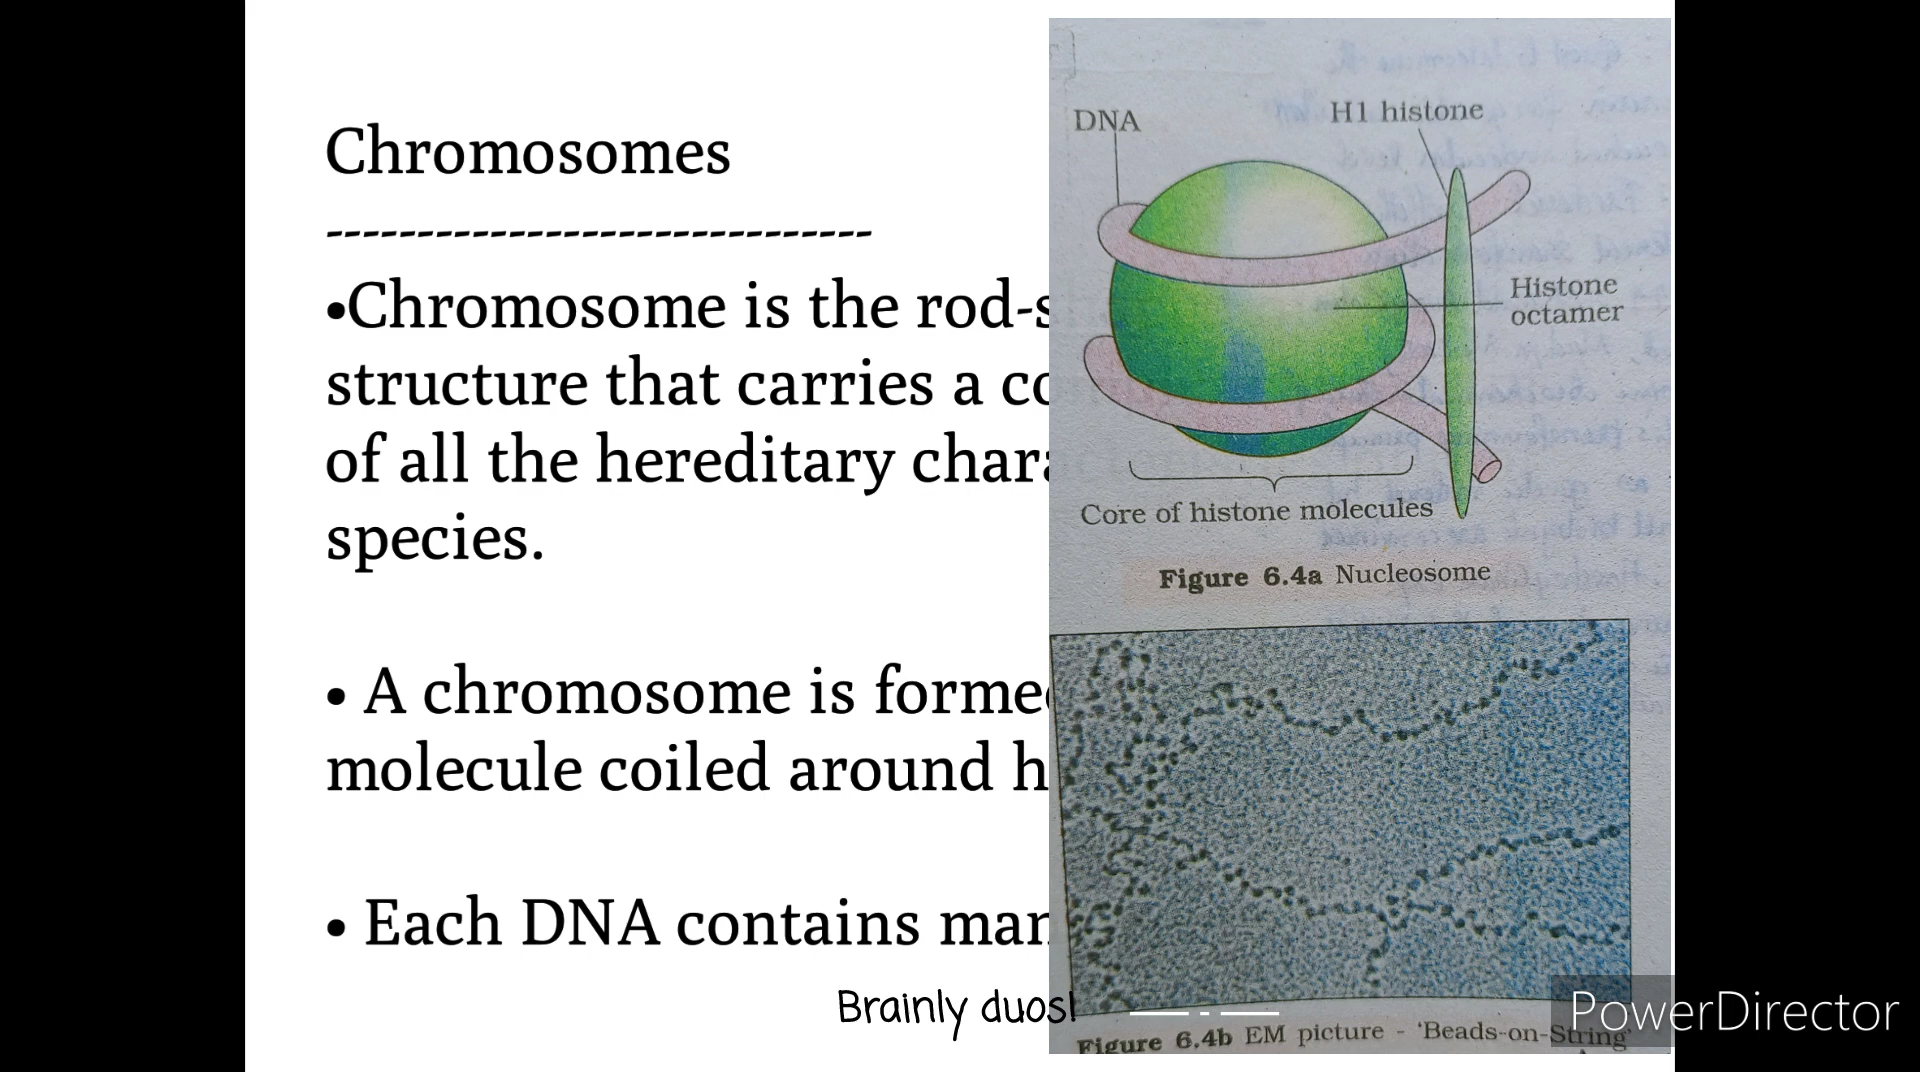 Chromosomes
------------------------------
•Chromosome is the rod-s
structure that carries a co
of all the hereditary chara
species.
• A chromosome is forme
molecule coiled around h
• Each DNA contains man
Brainly duos!
DNA
H1 histone
Histone
octamer
Core of histone molecules
Figure 6.4a Nucleosome
Figure 6.4b EM picture - 'Beads-on-String'
PowerDirector